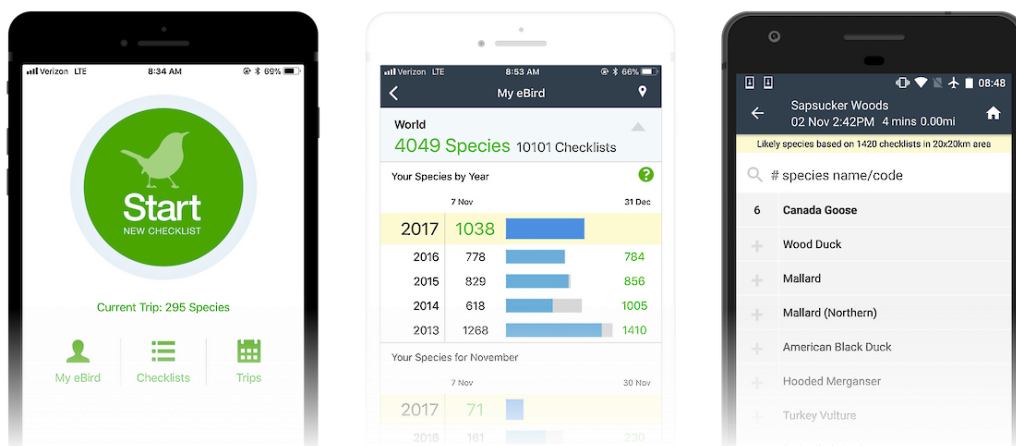 Verizon LTE 8:34 AM 69%
Start
NEW CHECKLIST
Current Trip: 295 Species
My eBird Checklists Trips
Verizon LTE 8:53 AM 66%
My eBird
World
4049 Species 10101 Checklists
Your Species by Year ?
7 Nov 31 Dec
2017 1038
2016 778 784
2015 829 856
2014 618 1005
2013 1268 1410
Your Species for November
7 Nov 30 Nov
2017 71
161 230
08:48
Sapsucker Woods
02 Nov 2:42PM 4 mins 0.00mi
Likely species based on 1420 checklists in 20x20km area
# species name/code
6 Canada Goose
+ Wood Duck
+ Mallard
+ Mallard (Northern)
+ American Black Duck
+ Hooded Merganser
+ Turkey Vulture